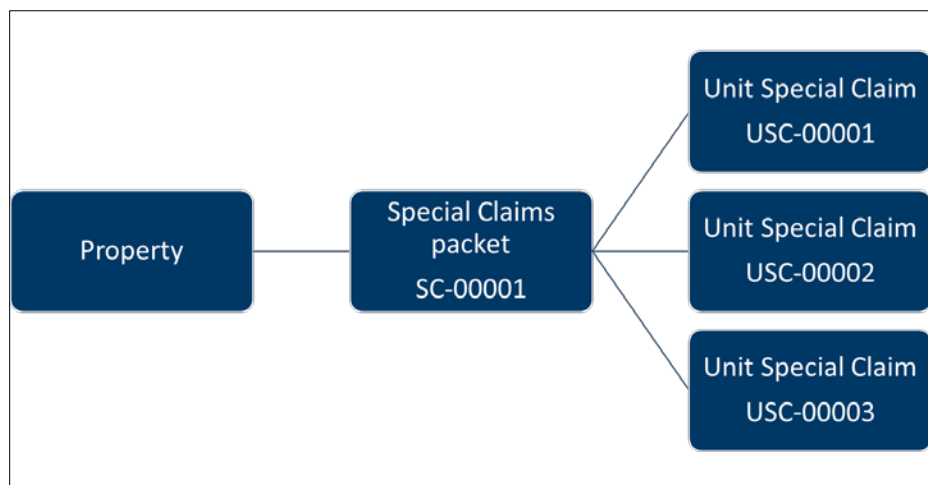 Property
Special Claims
packet
SC-00001
Unit Special Claim
USC-00001
Unit Special Claim
USC-00002
Unit Special Claim
USC-00003